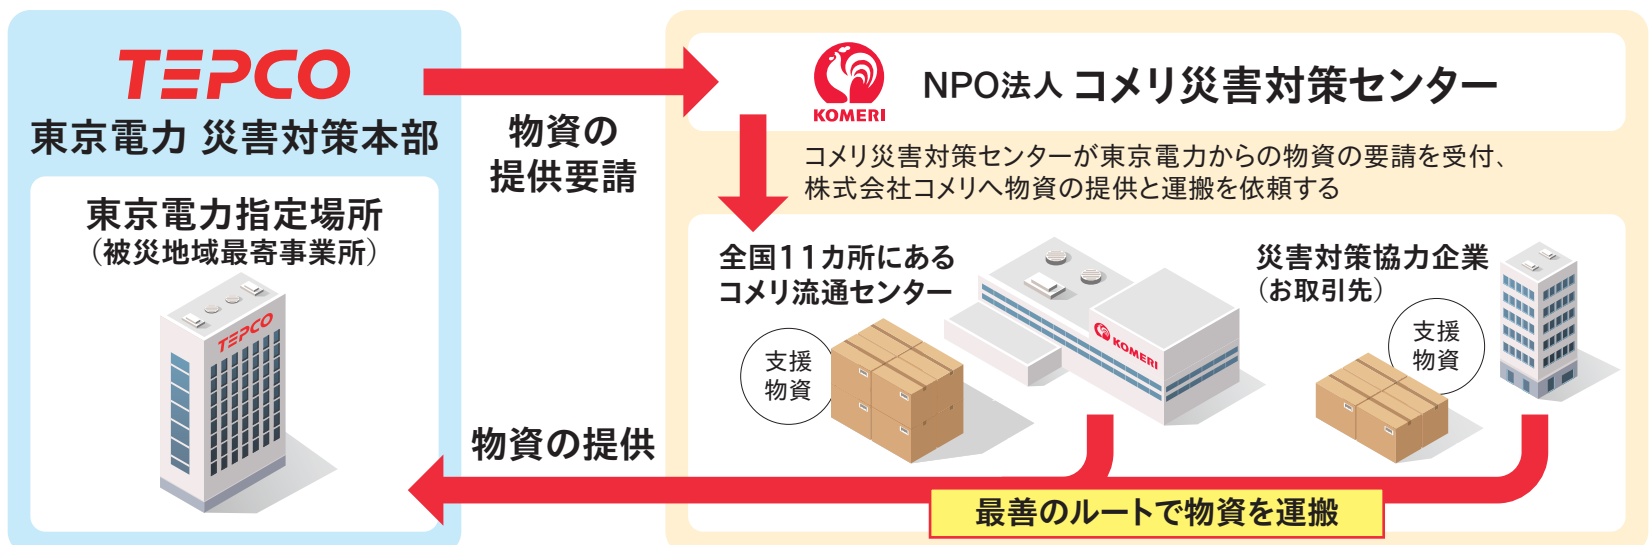 TEPCO
東京電力 災害対策本部
東京電力指定場所
（被災地域最寄事業所）
TEPCO
物資の
提供要請
KOMERI
NPO法人 コメリ災害対策センター
コメリ災害対策センターが東京電力からの物資の要請を受付、
株式会社コメリへ物資の提供と運搬を依頼する
全国11カ所にある
コメリ流通センター
支援
物資
KOMERI
災害対策協力企業
（お取引先）
支援
物資
物資の提供
最善のルートで物資を運搬